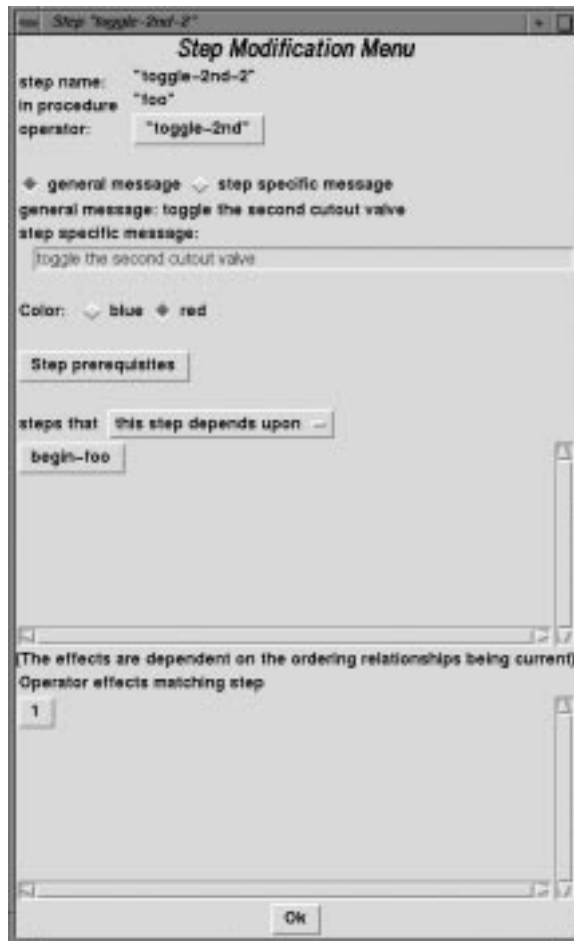 Step "toggle-2nd-2"
Step Modification Menu
step name: "toggle-2nd-2"
in procedure "foo"
operator: "toggle-2nd"
general message step specific message
general message: toggle the second cutout valve
step specific message:
toggle the second cutout valve
Color: blue red
Step prerequisites
steps that this step depends upon
begin-foo
(The effects are dependent on the ordering relationships being current)
Operator effects matching step
1
Ok